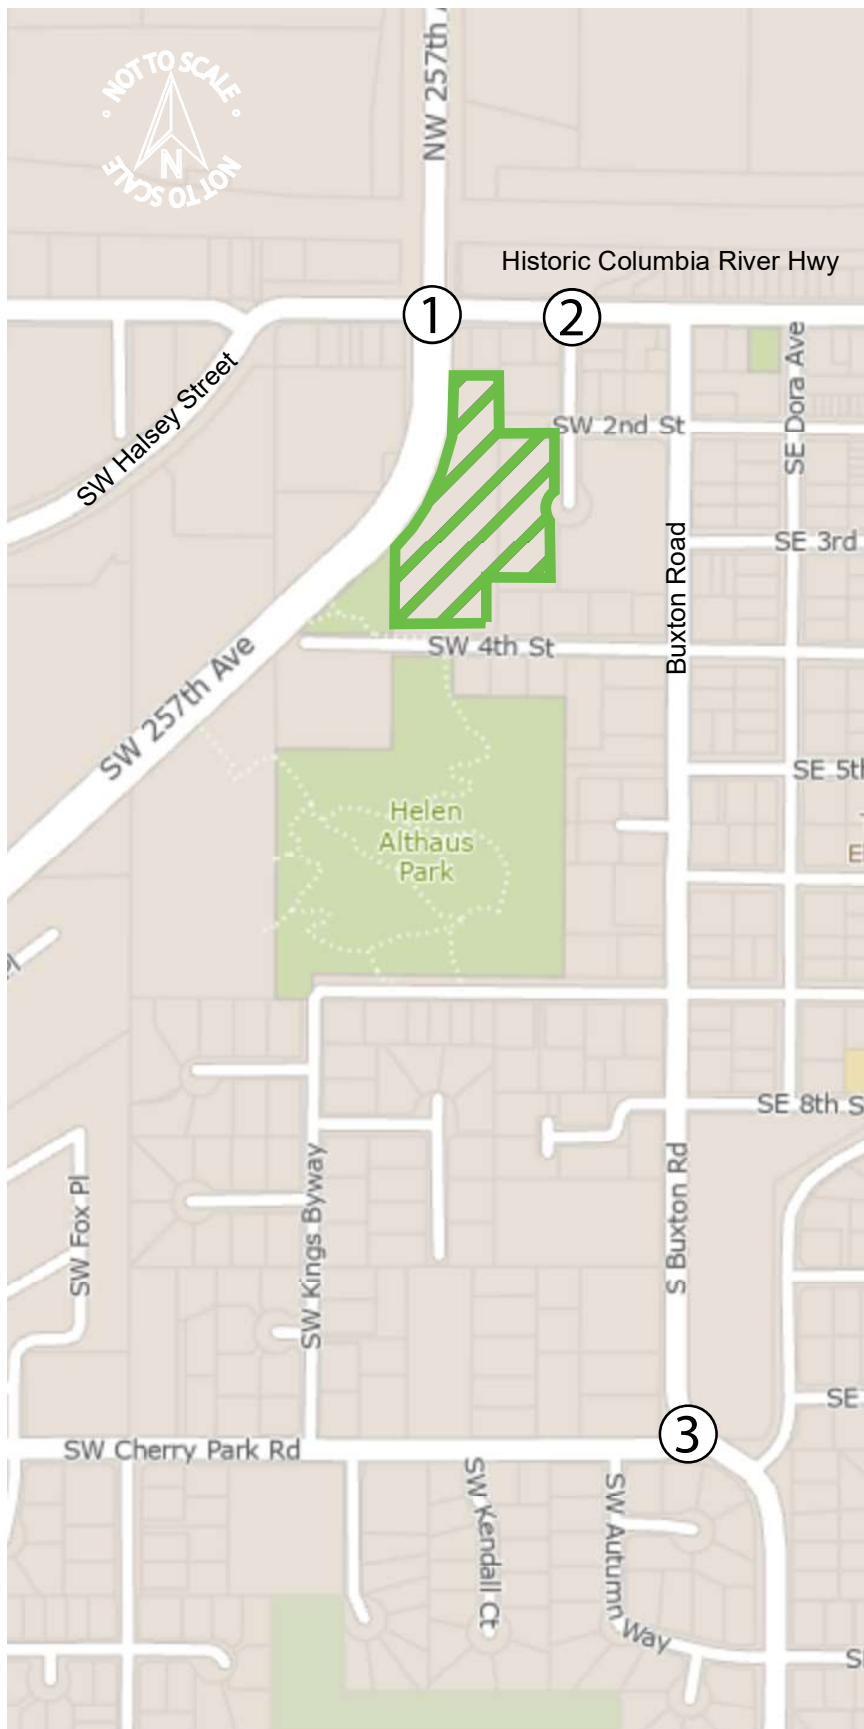 NOT TO SCALE
N
NOT TO SCALE
NW 257th
Historic Columbia River Hwy
1
2
SW Halsey Street
SE Dora Ave
SW 2nd St
Buxton Road
SE 3rd
SW 4th St
SW 257th Ave
SE 5th
Helen
Althaus
Park
SE 8th S
SW Fox Pl
SW Kings Byway
S Buxton Rd
SE
3
SW Cherry Park Rd
SW Kendall Ct
SW Autumn Way